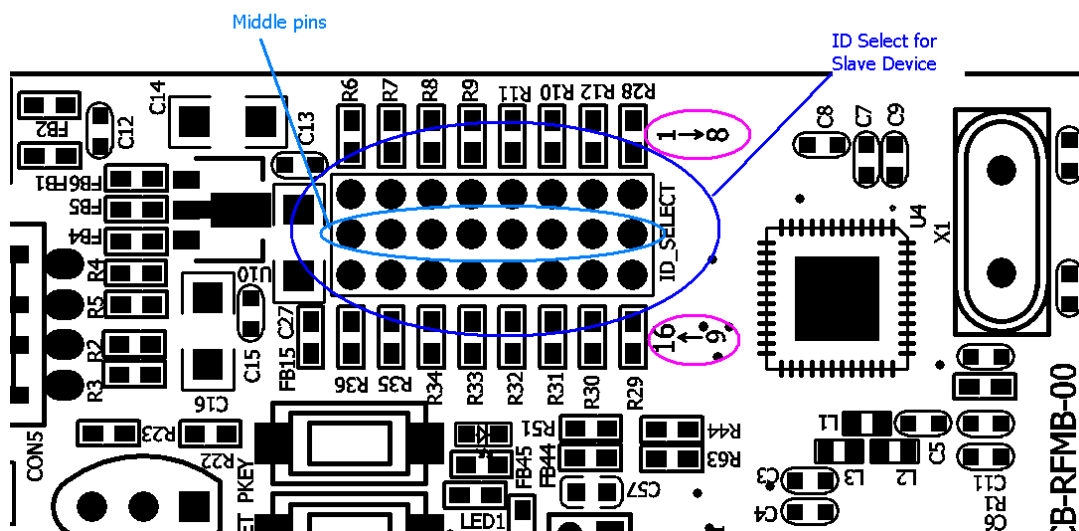 Middle pins
ID Select for
Slave Device
C14
R6
R7
R8
R9
R11
R10
R12
R28
1→8
C8
C7
C9
FB2
C12
C13
FB6
FB1
FB5
FB4
R4
R5
R2
R3
U10
ID_SELECT
U4
X1
C15
C16
C27
FB15
16←9
R36
R35
R34
R33
R32
R31
R30
R29
CON5
R23
R22
PKEY
R51
FB45
FB44
R44
R63
C57
LED1
L1
L3
L2
C5
C3
C4
C11
R1
C6
CB-RFMB-00